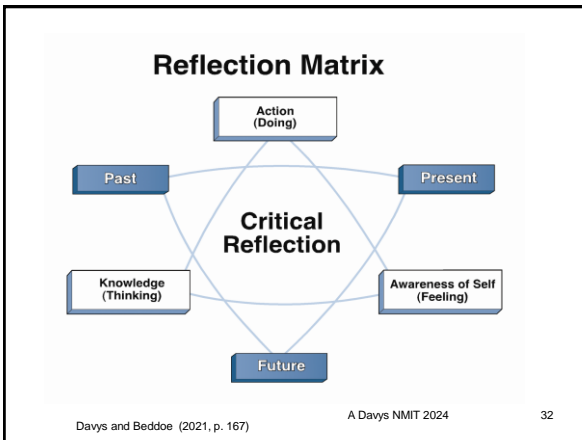 Reflection Matrix
Action
(Doing)
Past
Present
Critical
Reflection
Knowledge
(Thinking)
Awareness of Self
(Feeling)
Future
Davys and Beddoe (2021, p. 167)
A Davys NMIT 2024
32